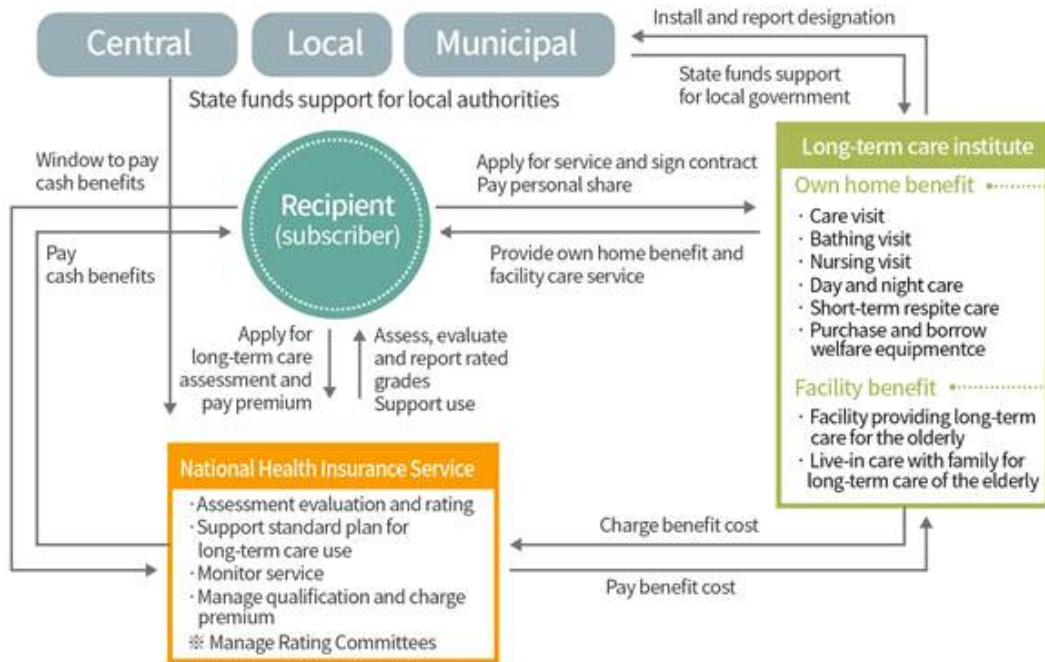 Central
Local
Municipal
Install and report designation
State funds support
for local government
State funds support for local authorities
Window to pay
cash benefits
Pay
cash benefits
Recipient
(subscriber)
Apply for service and sign contract
Pay personal share
Provide own home benefit and
facility care service
Apply for
long-term care
assessment and
pay premium
Assess, evaluate
and report rated
grades
Support use
Long-term care institute
Own home benefit
· Care visit
· Bathing visit
· Nursing visit
· Day and night care
· Short-term respite care
· Purchase and borrow
welfare equipmentce
Facility benefit
· Facility providing long-term
care for the olderly
· Live-in care with family for
long-term care of the elderly
National Health Insurance Service
· Assessment evaluation and rating
· Support standard plan for
long-term care use
· Monitor service
· Manage qualification and charge
premium
※ Manage Rating Committees
Charge benefit cost
Pay benefit cost